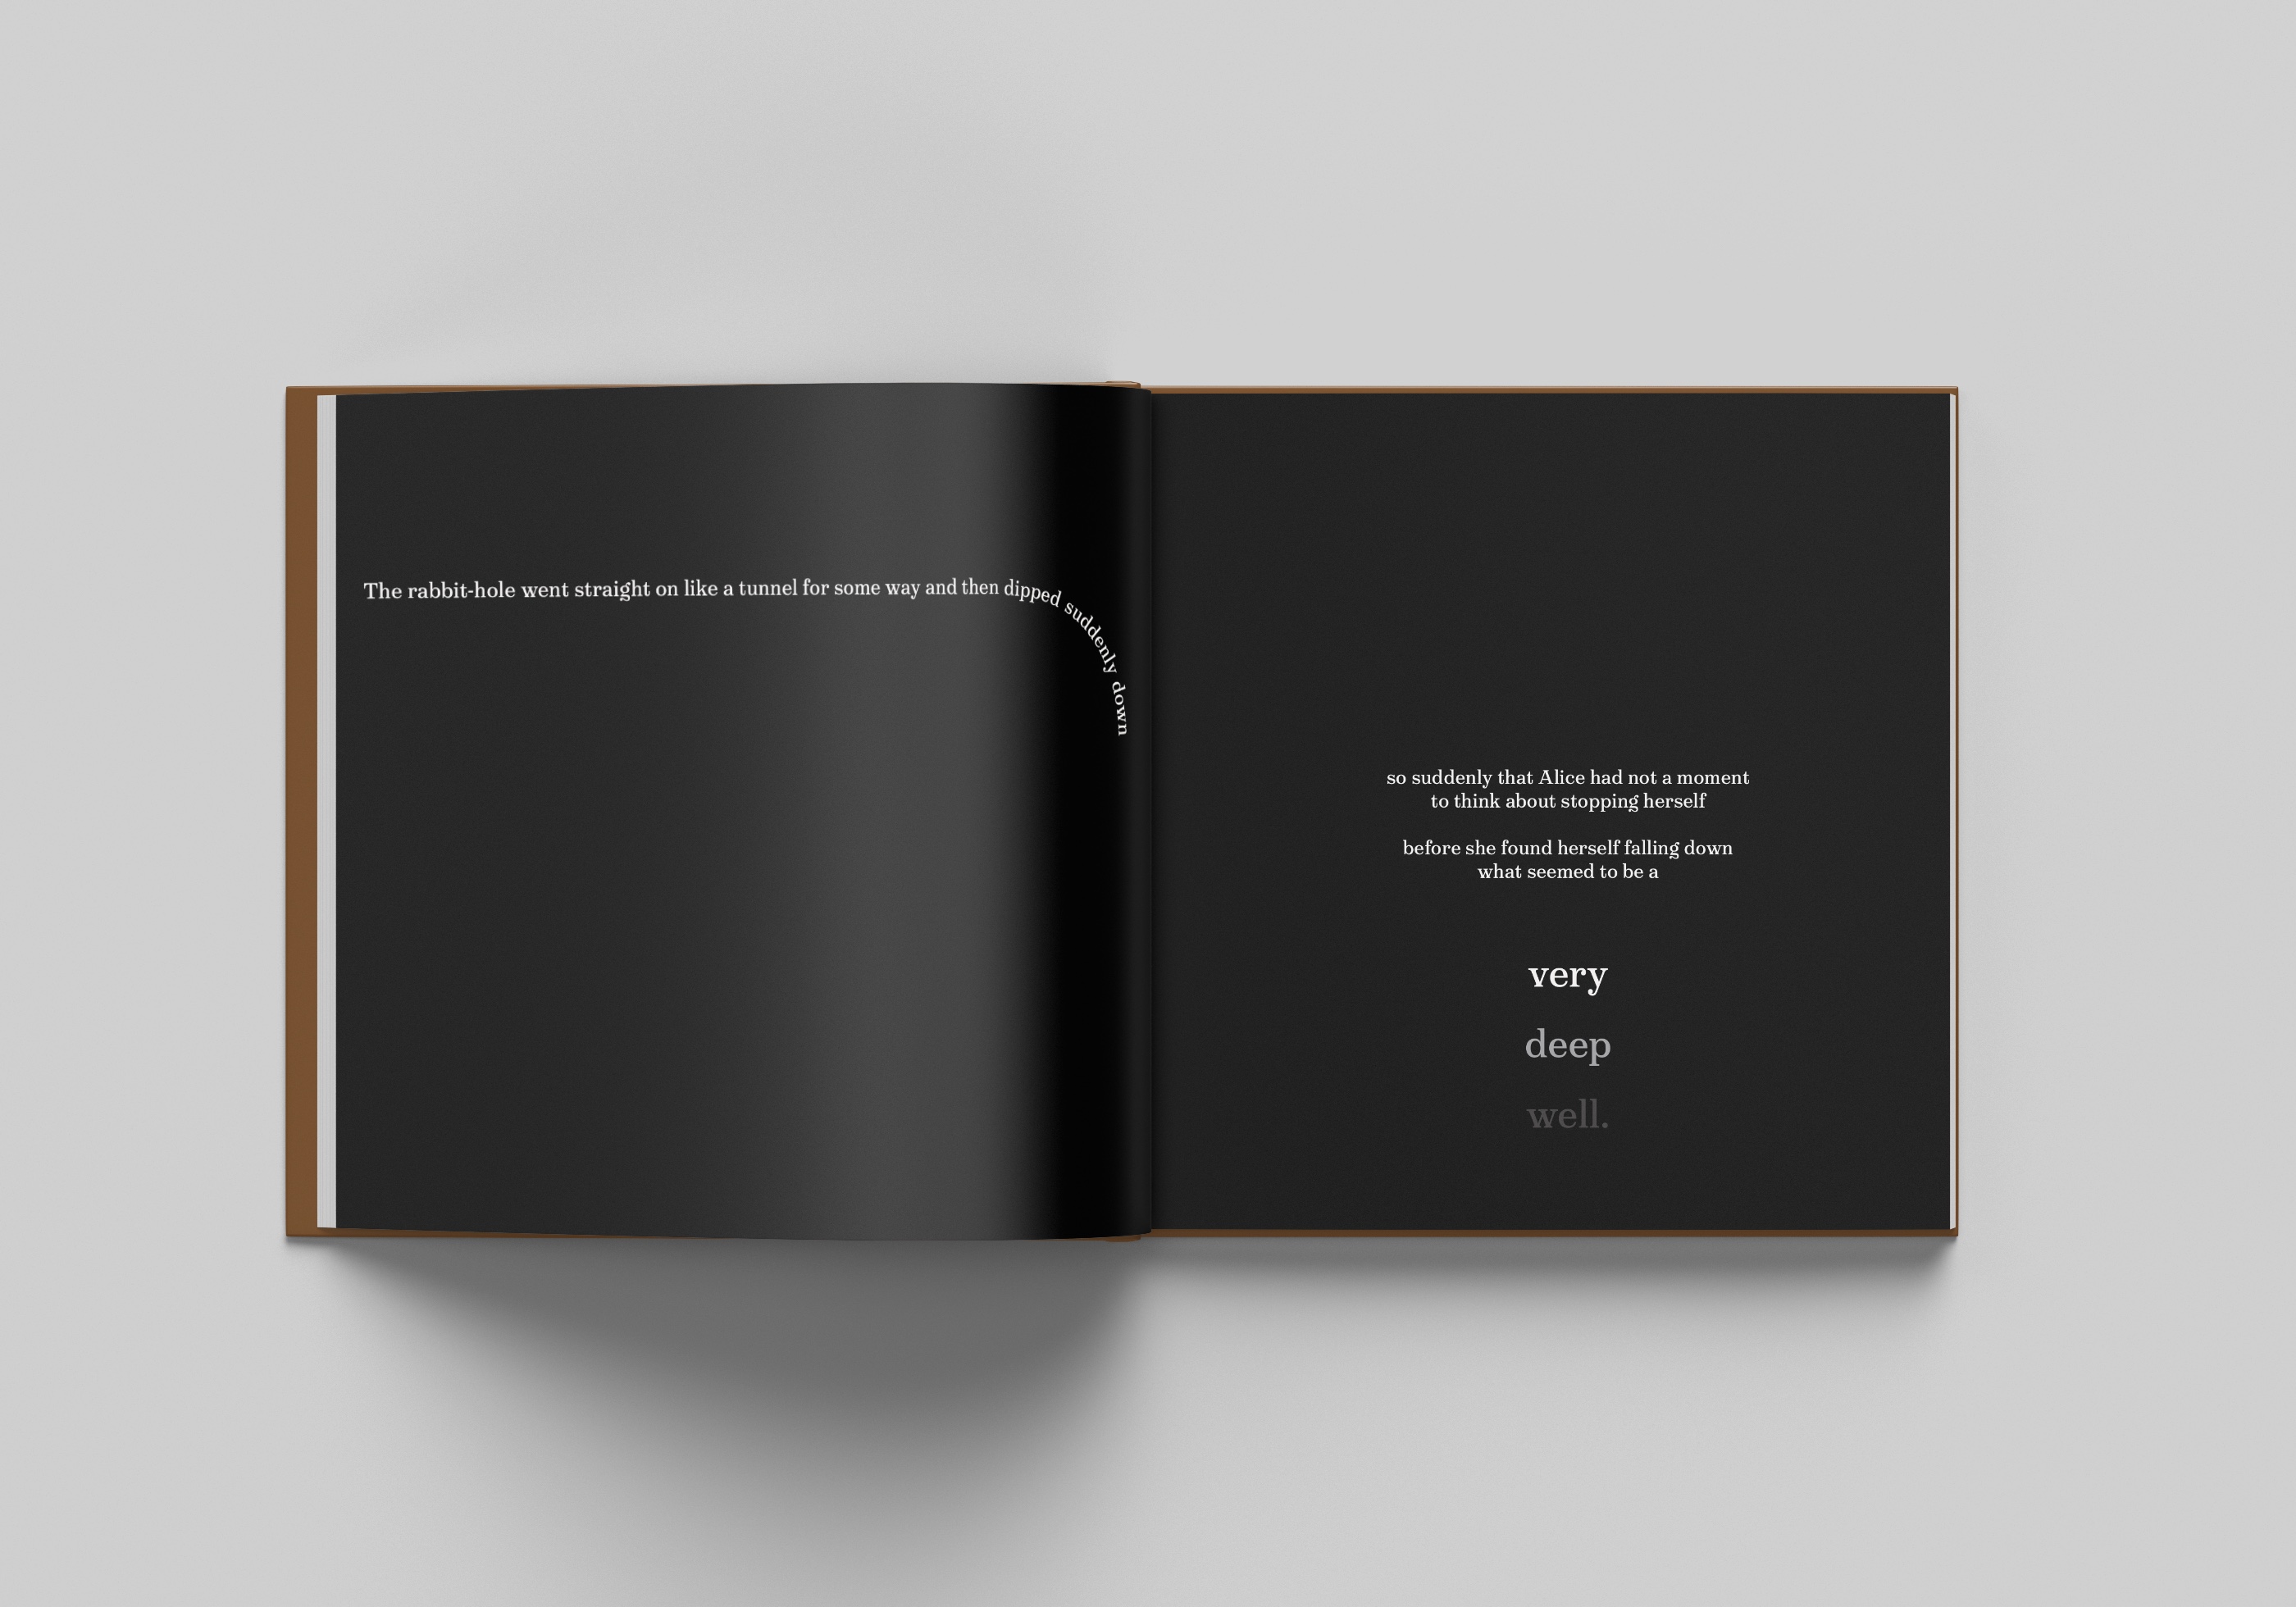 The rabbit-hole went straight on like a tunnel for some way and then dipped suddenly down
so suddenly that Alice had not a moment
to think about stopping herself
before she found herself falling down
what seemed to be a
very
deep
well.